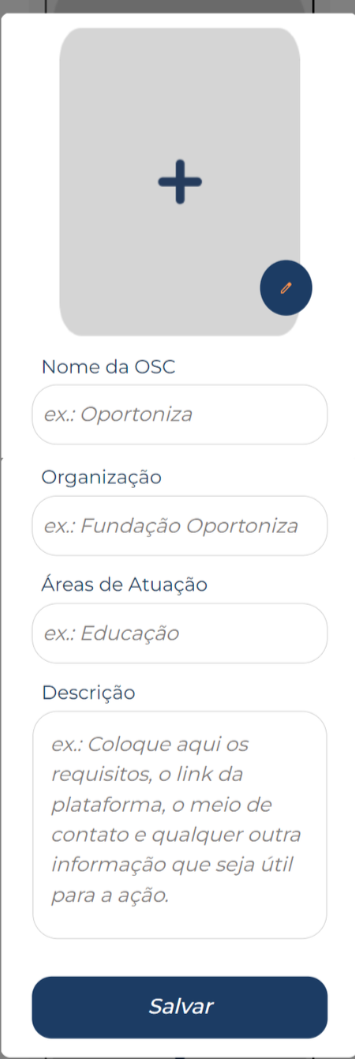 Nome da OSC
ex.: Oportoniza
Organização
ex.: Fundação Oportoniza
Áreas de Atuação
ex.: Educação
Descrição
ex.: Coloque aqui os
requisitos, o link da
plataforma, o meio de
contato e qualquer outra
informação que seja útil
para a ação.
Salvar